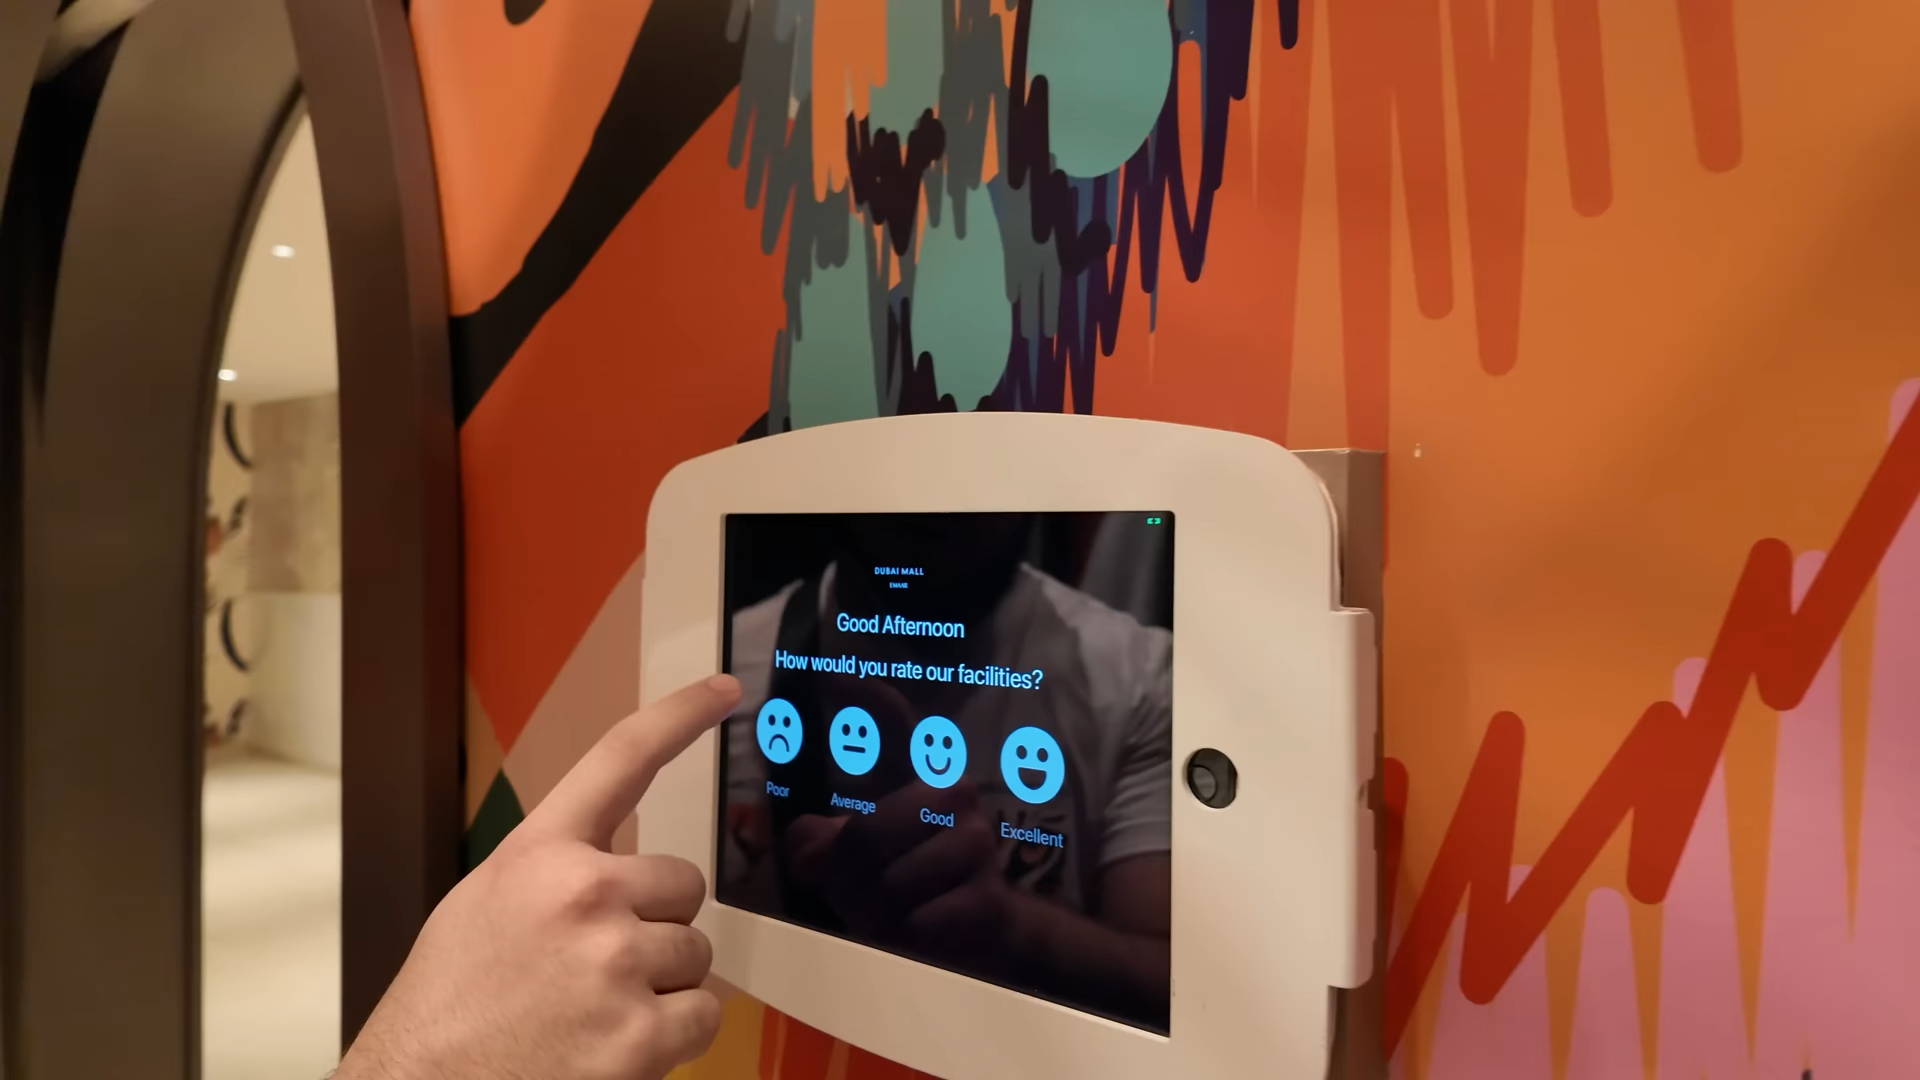 DUBAI MALL
EMAAR
Good Afternoon
How would you rate our facilities?
Poor
Average
Good
Excellent